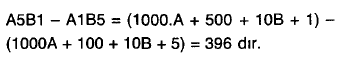 A5B1 – A1B5 = (1000.A + 500 + 10B + 1) –
(1000A + 100 + 10B + 5) = 396 dır.